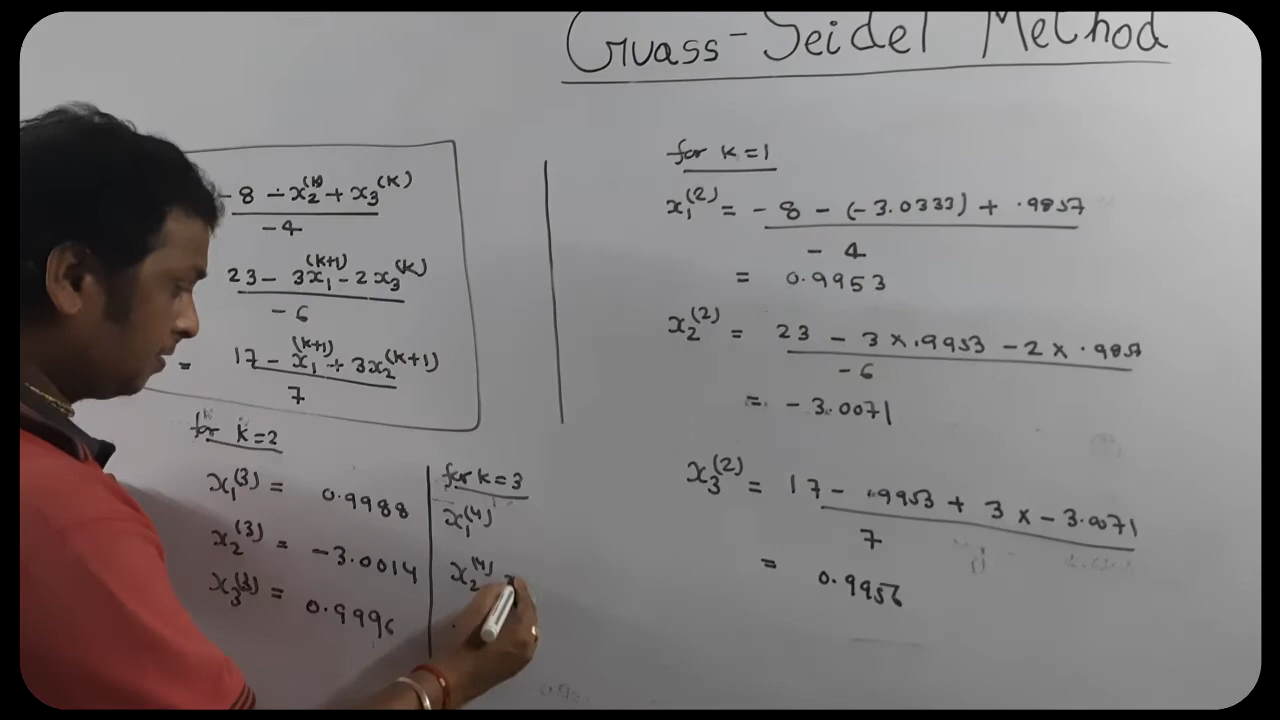 Guass-Seidel Method
- 8 - x₂^(k) + x₃^(k)
- 4
23 - 3x₁^(k+1) - 2x₃^(k)
- 6
= 17 - x₁^(k+1) + 3x₂^(k+1)
7
for k=2
x₁^(3) = 0.9988
x₂^(3) = -3.0014
x₃^(3) = 0.9996
for k=3
x₁^(4)
x₂^(4) =
for k=1
x₁^(2) = - 8 - (-3.0333) + .9857
- 4
= 0.9953
x₂^(2) = 23 - 3 × .9953 - 2 × .9857
- 6
= - 3.0071
x₃^(2) = 17 - .9953 + 3 × - 3.0071
7
= 0.9956